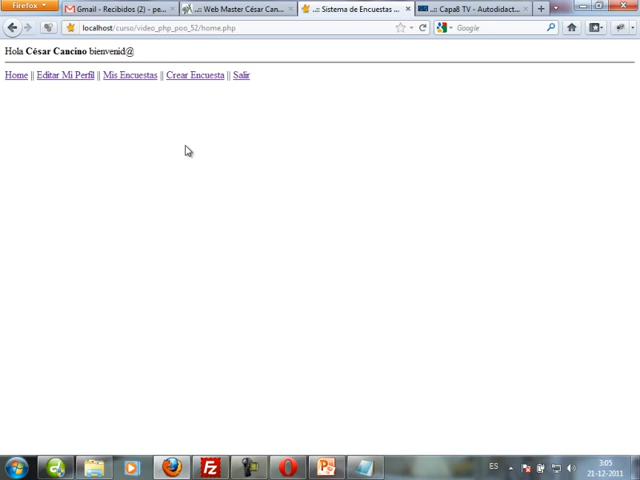 Firefox
Gmail - Recibidos (2) - pe...
..:: Web Master César Can...
..:: Sistema de Encuestas ...
..:: Capa8 TV - Autodidact...
localhost/curso/video_php_poo_52/home.php
Google
Hola César Cancino bienvenid@
Home || Editar Mi Perfil || Mis Encuestas || Crear Encuesta || Salir
ES
3:05
21-12-2011